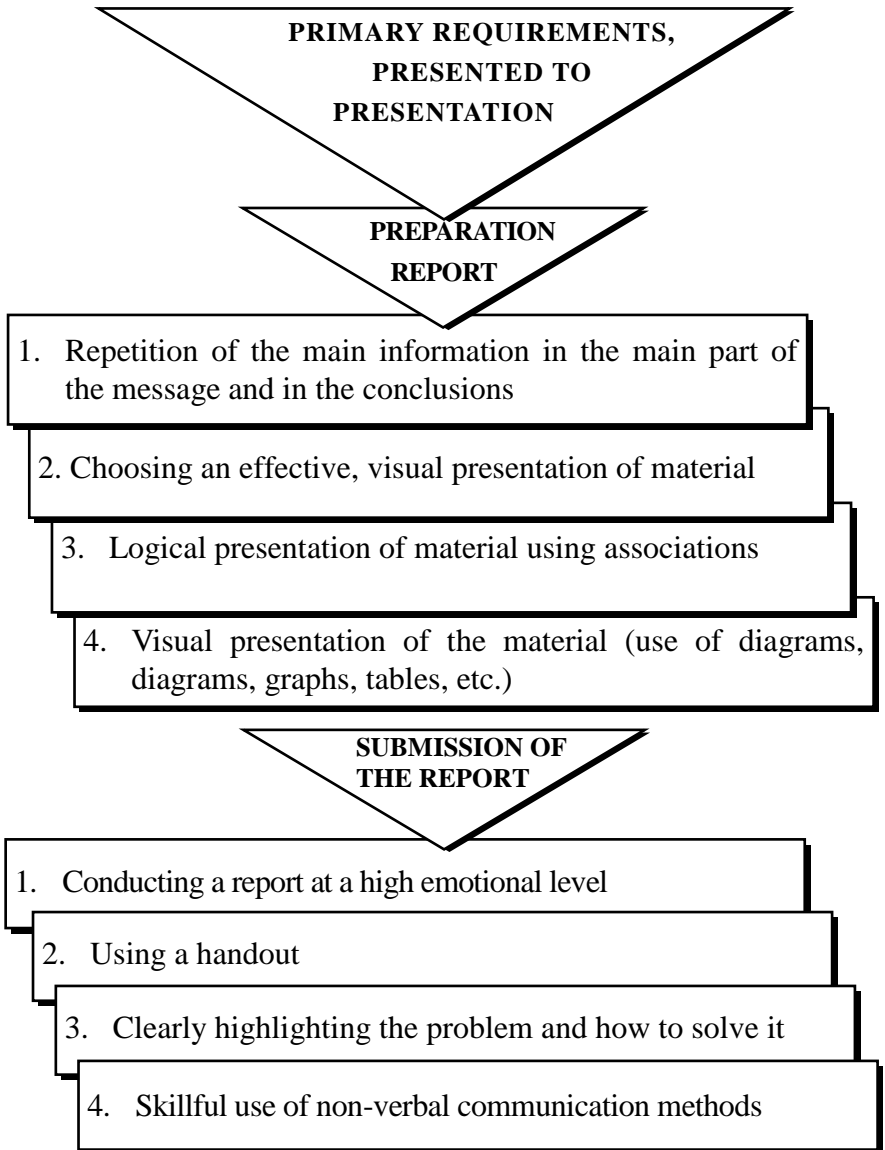 PRIMARY REQUIREMENTS,
PRESENTED TO
PRESENTATION
PREPARATION
REPORT
1. Repetition of the main information in the main part of
the message and in the conclusions
2. Choosing an effective, visual presentation of material
3. Logical presentation of material using associations
4. Visual presentation of the material (use of diagrams,
diagrams, graphs, tables, etc.)
SUBMISSION OF
THE REPORT
1. Conducting a report at a high emotional level
2. Using a handout
3. Clearly highlighting the problem and how to solve it
4. Skillful use of non-verbal communication methods